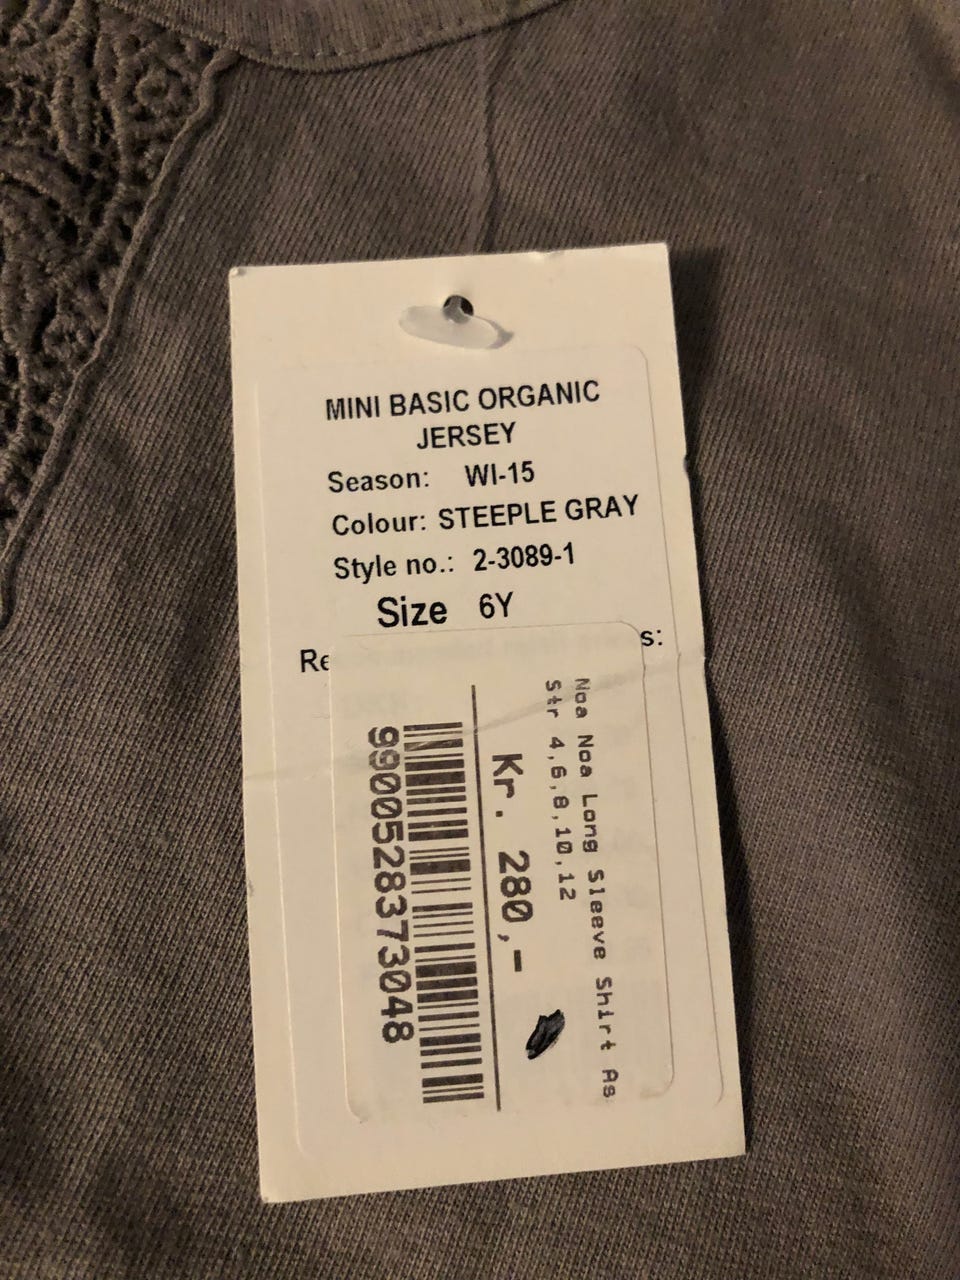 MINI BASIC ORGANIC
JERSEY
Season: WI-15
Colour: STEEPLE GRAY
Style no.: 2-3089-1
Size 6Y
Noa Noa Long Sleeve Shirt As
Str 4,6,8,10,12
Kr. 280,-
9900528373048